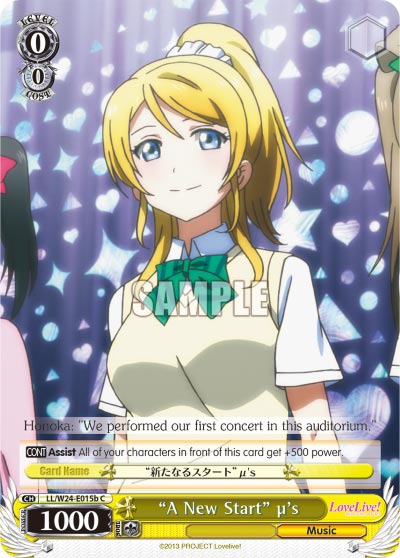 LEVEL
0
0
COST
SAMPLE
Honoka: "We performed our first concert in this auditorium."
CONT Assist All of your characters in front of this card get +500 power.
Card Name
“新たなるスタート” μ's
CH LL/W24-E015b C
“A New Start” μ’s
LoveLive!
POWER
1000
SOUL
Music
©2013 PROJECT Lovelive!